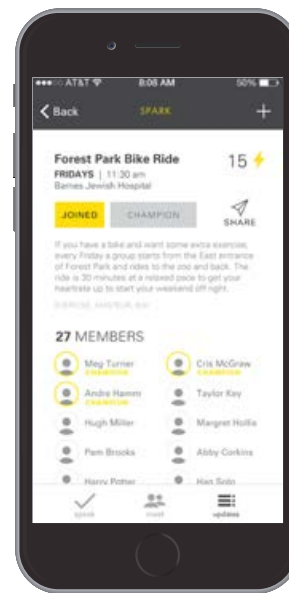 AT&T 8:08 AM 50%
Back SPARK +
Forest Park Bike Ride 15
FRIDAYS | 11:30 am
Barnes Jewish Hospital
JOINED CHAMPION SHARE
If you have a bike and want some extra exercise,
every Friday a group starts from the East entrance
of Forest Park and rides to the zoo and back. The
ride is 30 minutes at a relaxed pace to get your
heartrate up to start your weekend off right.
27 MEMBERS
Meg Turner Cris McGraw
CHAMPION CHAMPION
Andre Hamm Taylor Key
CHAMPION
Hugh Miller Margret Hollis
Pam Brooks Abby Corkins
Harry Potter Han Solo
spark meet updates